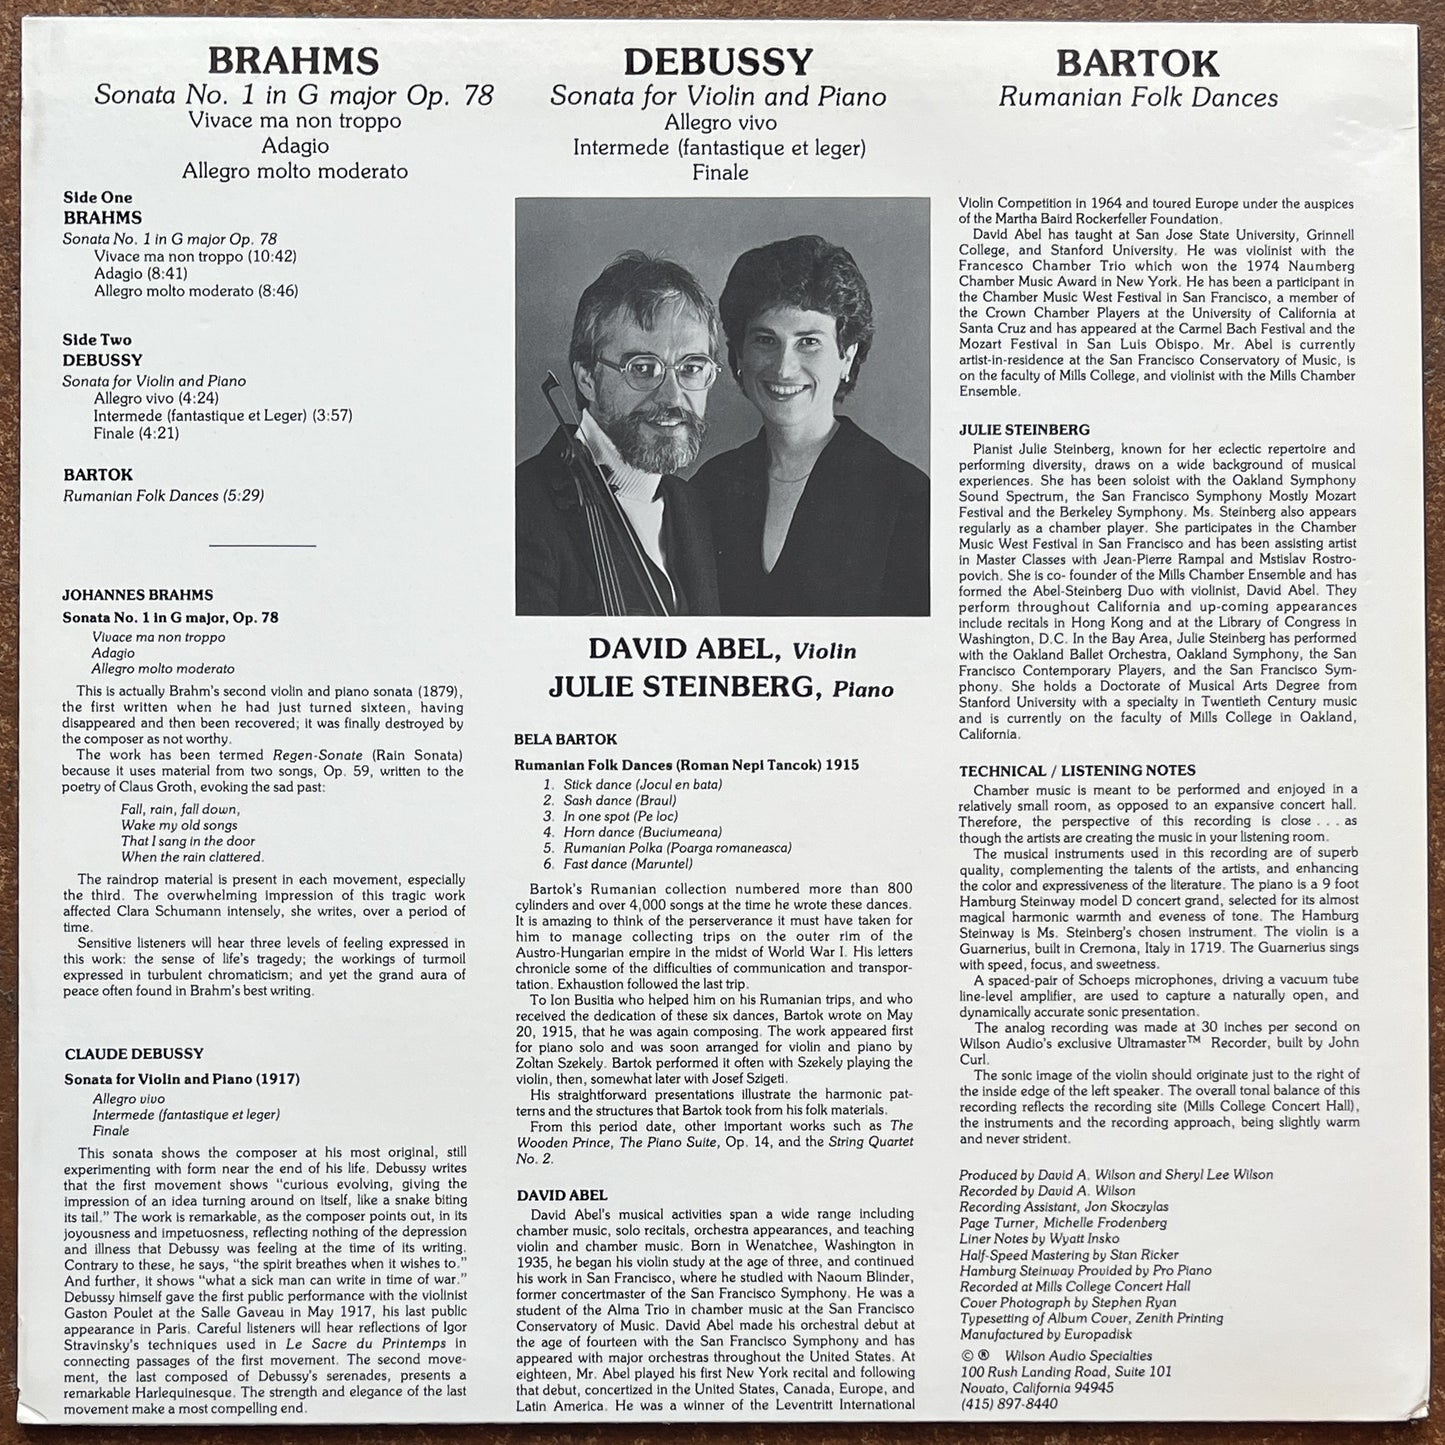 BRAHMS
Sonata No. 1 in G major Op. 78
Vivace ma non troppo
Adagio
Allegro molto moderato
DEBUSSY
Sonata for Violin and Piano
Allegro vivo
Intermede (fantastique et leger)
Finale
BARTOK
Rumanian Folk Dances
Side One
BRAHMS
Sonata No. 1 in G major Op. 78
Vivace ma non troppo (10:42)
Adagio (8:41)
Allegro molto moderato (8:46)
Side Two
DEBUSSY
Sonata for Violin and Piano
Allegro vivo (4:24)
Intermede (fantastique et Leger) (3:57)
Finale (4:21)
BARTOK
Rumanian Folk Dances (5:29)
JOHANNES BRAHMS
Sonata No. 1 in G major, Op. 78
Vivace ma non troppo
Adagio
Allegro molto moderato
This is actually Brahm's second violin and piano sonata (1879),
the first written when he had just turned sixteen, having
disappeared and then been recovered; it was finally destroyed by
the composer as not worthy.
The work has been termed Regen-Sonate (Rain Sonata)
because it uses material from two songs, Op. 59, written to the
poetry of Claus Groth, evoking the sad past:
Fall, rain, fall down,
Wake my old songs
That I sang in the door
When the rain clattered.
The raindrop material is present in each movement, especially
the third. The overwhelming impression of this tragic work
affected Clara Schumann intensely, she writes, over a period of
time.
Sensitive listeners will hear three levels of feeling expressed in
this work: the sense of life's tragedy; the workings of turmoil
expressed in turbulent chromaticism; and yet the grand aura of
peace often found in Brahm's best writing.
CLAUDE DEBUSSY
Sonata for Violin and Piano (1917)
Allegro vivo
Intermede (fantastique et leger)
Finale
This sonata shows the composer at his most original, still
experimenting with form near the end of his life. Debussy writes
that the first movement shows "curious evolving, giving the
impression of an idea turning around on itself, like a snake biting
its tail." The work is remarkable, as the composer points out, in its
joyousness and impetuosness, reflecting nothing of the depression
and illness that Debussy was feeling at the time of its writing.
Contrary to these, he says, "the spirit breathes when it wishes to."
And further, it shows "what a sick man can write in time of war."
Debussy himself gave the first public performance with the violinist
Gaston Poulet at the Salle Gaveau in May 1917, his last public
appearance in Paris. Careful listeners will hear reflections of Igor
Stravinsky's techniques used in Le Sacre du Printemps in
connecting passages of the first movement. The second move-
ment, the last composed of Debussy's serenades, presents a
remarkable Harlequinesque. The strength and elegance of the last
movement make a most compelling end.
DAVID ABEL, Violin
JULIE STEINBERG, Piano
BELA BARTOK
Rumanian Folk Dances (Roman Nepi Tancok) 1915
1. Stick dance (Jocul en bata)
2. Sash dance (Braul)
3. In one spot (Pe loc)
4. Horn dance (Buciumeana)
5. Rumanian Polka (Poarga romaneasca)
6. Fast dance (Maruntel)
Bartok's Rumanian collection numbered more than 800
cylinders and over 4,000 songs at the time he wrote these dances.
It is amazing to think of the perserverance it must have taken for
him to manage collecting trips on the outer rim of the
Austro-Hungarian empire in the midst of World War I. His letters
chronicle some of the difficulties of communication and transpor-
tation. Exhaustion followed the last trip.
To Ion Busitia who helped him on his Rumanian trips, and who
received the dedication of these six dances, Bartok wrote on May
20, 1915, that he was again composing. The work appeared first
for piano solo and was soon arranged for violin and piano by
Zoltan Szekely. Bartok performed it often with Szekely playing the
violin, then, somewhat later with Josef Szigeti.
His straightforward presentations illustrate the harmonic pat-
terns and the structures that Bartok took from his folk materials.
From this period date, other important works such as The
Wooden Prince, The Piano Suite, Op. 14, and the String Quartet
No. 2.
DAVID ABEL
David Abel's musical activities span a wide range including
chamber music, solo recitals, orchestra appearances, and teaching
violin and chamber music. Born in Wenatchee, Washington in
1935, he began his violin study at the age of three, and continued
his work in San Francisco, where he studied with Naoum Blinder,
former concertmaster of the San Francisco Symphony. He was a
student of the Alma Trio in chamber music at the San Francisco
Conservatory of Music. David Abel made his orchestral debut at
the age of fourteen with the San Francisco Symphony and has
appeared with major orchestras throughout the United States. At
eighteen, Mr. Abel played his first New York recital and following
that debut, concertized in the United States, Canada, Europe, and
Latin America. He was a winner of the Leventritt International
Violin Competition in 1964 and toured Europe under the auspices
of the Martha Baird Rockerfeller Foundation.
David Abel has taught at San Jose State University, Grinnell
College, and Stanford University. He was violinist with the
Francesco Chamber Trio which won the 1974 Naumberg
Chamber Music Award in New York. He has been a participant in
the Chamber Music West Festival in San Francisco, a member of
the Crown Chamber Players at the University of California at
Santa Cruz and has appeared at the Carmel Bach Festival and the
Mozart Festival in San Luis Obispo. Mr. Abel is currently
artist-in-residence at the San Francisco Conservatory of Music, is
on the faculty of Mills College, and violinist with the Mills Chamber
Ensemble.
JULIE STEINBERG
Pianist Julie Steinberg, known for her eclectic repertoire and
performing diversity, draws on a wide background of musical
experiences. She has been soloist with the Oakland Symphony
Sound Spectrum, the San Francisco Symphony Mostly Mozart
Festival and the Berkeley Symphony. Ms. Steinberg also appears
regularly as a chamber player. She participates in the Chamber
Music West Festival in San Francisco and has been assisting artist
in Master Classes with Jean-Pierre Rampal and Mstislav Rostro-
povich. She is co- founder of the Mills Chamber Ensemble and has
formed the Abel-Steinberg Duo with violinist, David Abel. They
perform throughout California and up-coming appearances
include recitals in Hong Kong and at the Library of Congress in
Washington, D.C. In the Bay Area, Julie Steinberg has performed
with the Oakland Ballet Orchestra, Oakland Symphony, the San
Francisco Contemporary Players, and the San Francisco Sym-
phony. She holds a Doctorate of Musical Arts Degree from
Stanford University with a specialty in Twentieth Century music
and is currently on the faculty of Mills College in Oakland,
California.
TECHNICAL / LISTENING NOTES
Chamber music is meant to be performed and enjoyed in a
relatively small room, as opposed to an expansive concert hall.
Therefore, the perspective of this recording is close . . . as
though the artists are creating the music in your listening room.
The musical instruments used in this recording are of superb
quality, complementing the talents of the artists, and enhancing
the color and expressiveness of the literature. The piano is a 9 foot
Hamburg Steinway model D concert grand, selected for its almost
magical harmonic warmth and eveness of tone. The Hamburg
Steinway is Ms. Steinberg's chosen instrument. The violin is a
Guarnerius, built in Cremona, Italy in 1719. The Guarnerius sings
with speed, focus, and sweetness.
A spaced-pair of Schoeps microphones, driving a vacuum tube
line-level amplifier, are used to capture a naturally open, and
dynamically accurate sonic presentation.
The analog recording was made at 30 inches per second on
Wilson Audio's exclusive Ultramaster™ Recorder, built by John
Curl.
The sonic image of the violin should originate just to the right of
the inside edge of the left speaker. The overall tonal balance of this
recording reflects the recording site (Mills College Concert Hall),
the instruments and the recording approach, being slightly warm
and never strident.
Produced by David A. Wilson and Sheryl Lee Wilson
Recorded by David A. Wilson
Recording Assistant, Jon Skoczylas
Page Turner, Michelle Frodenberg
Liner Notes by Wyatt Insko
Half-Speed Mastering by Stan Ricker
Hamburg Steinway Provided by Pro Piano
Recorded at Mills College Concert Hall
Cover Photograph by Stephen Ryan
Typesetting of Album Cover, Zenith Printing
Manufactured by Europadisk
© ® Wilson Audio Specialties
100 Rush Landing Road, Suite 101
Novato, California 94945
(415) 897-8440